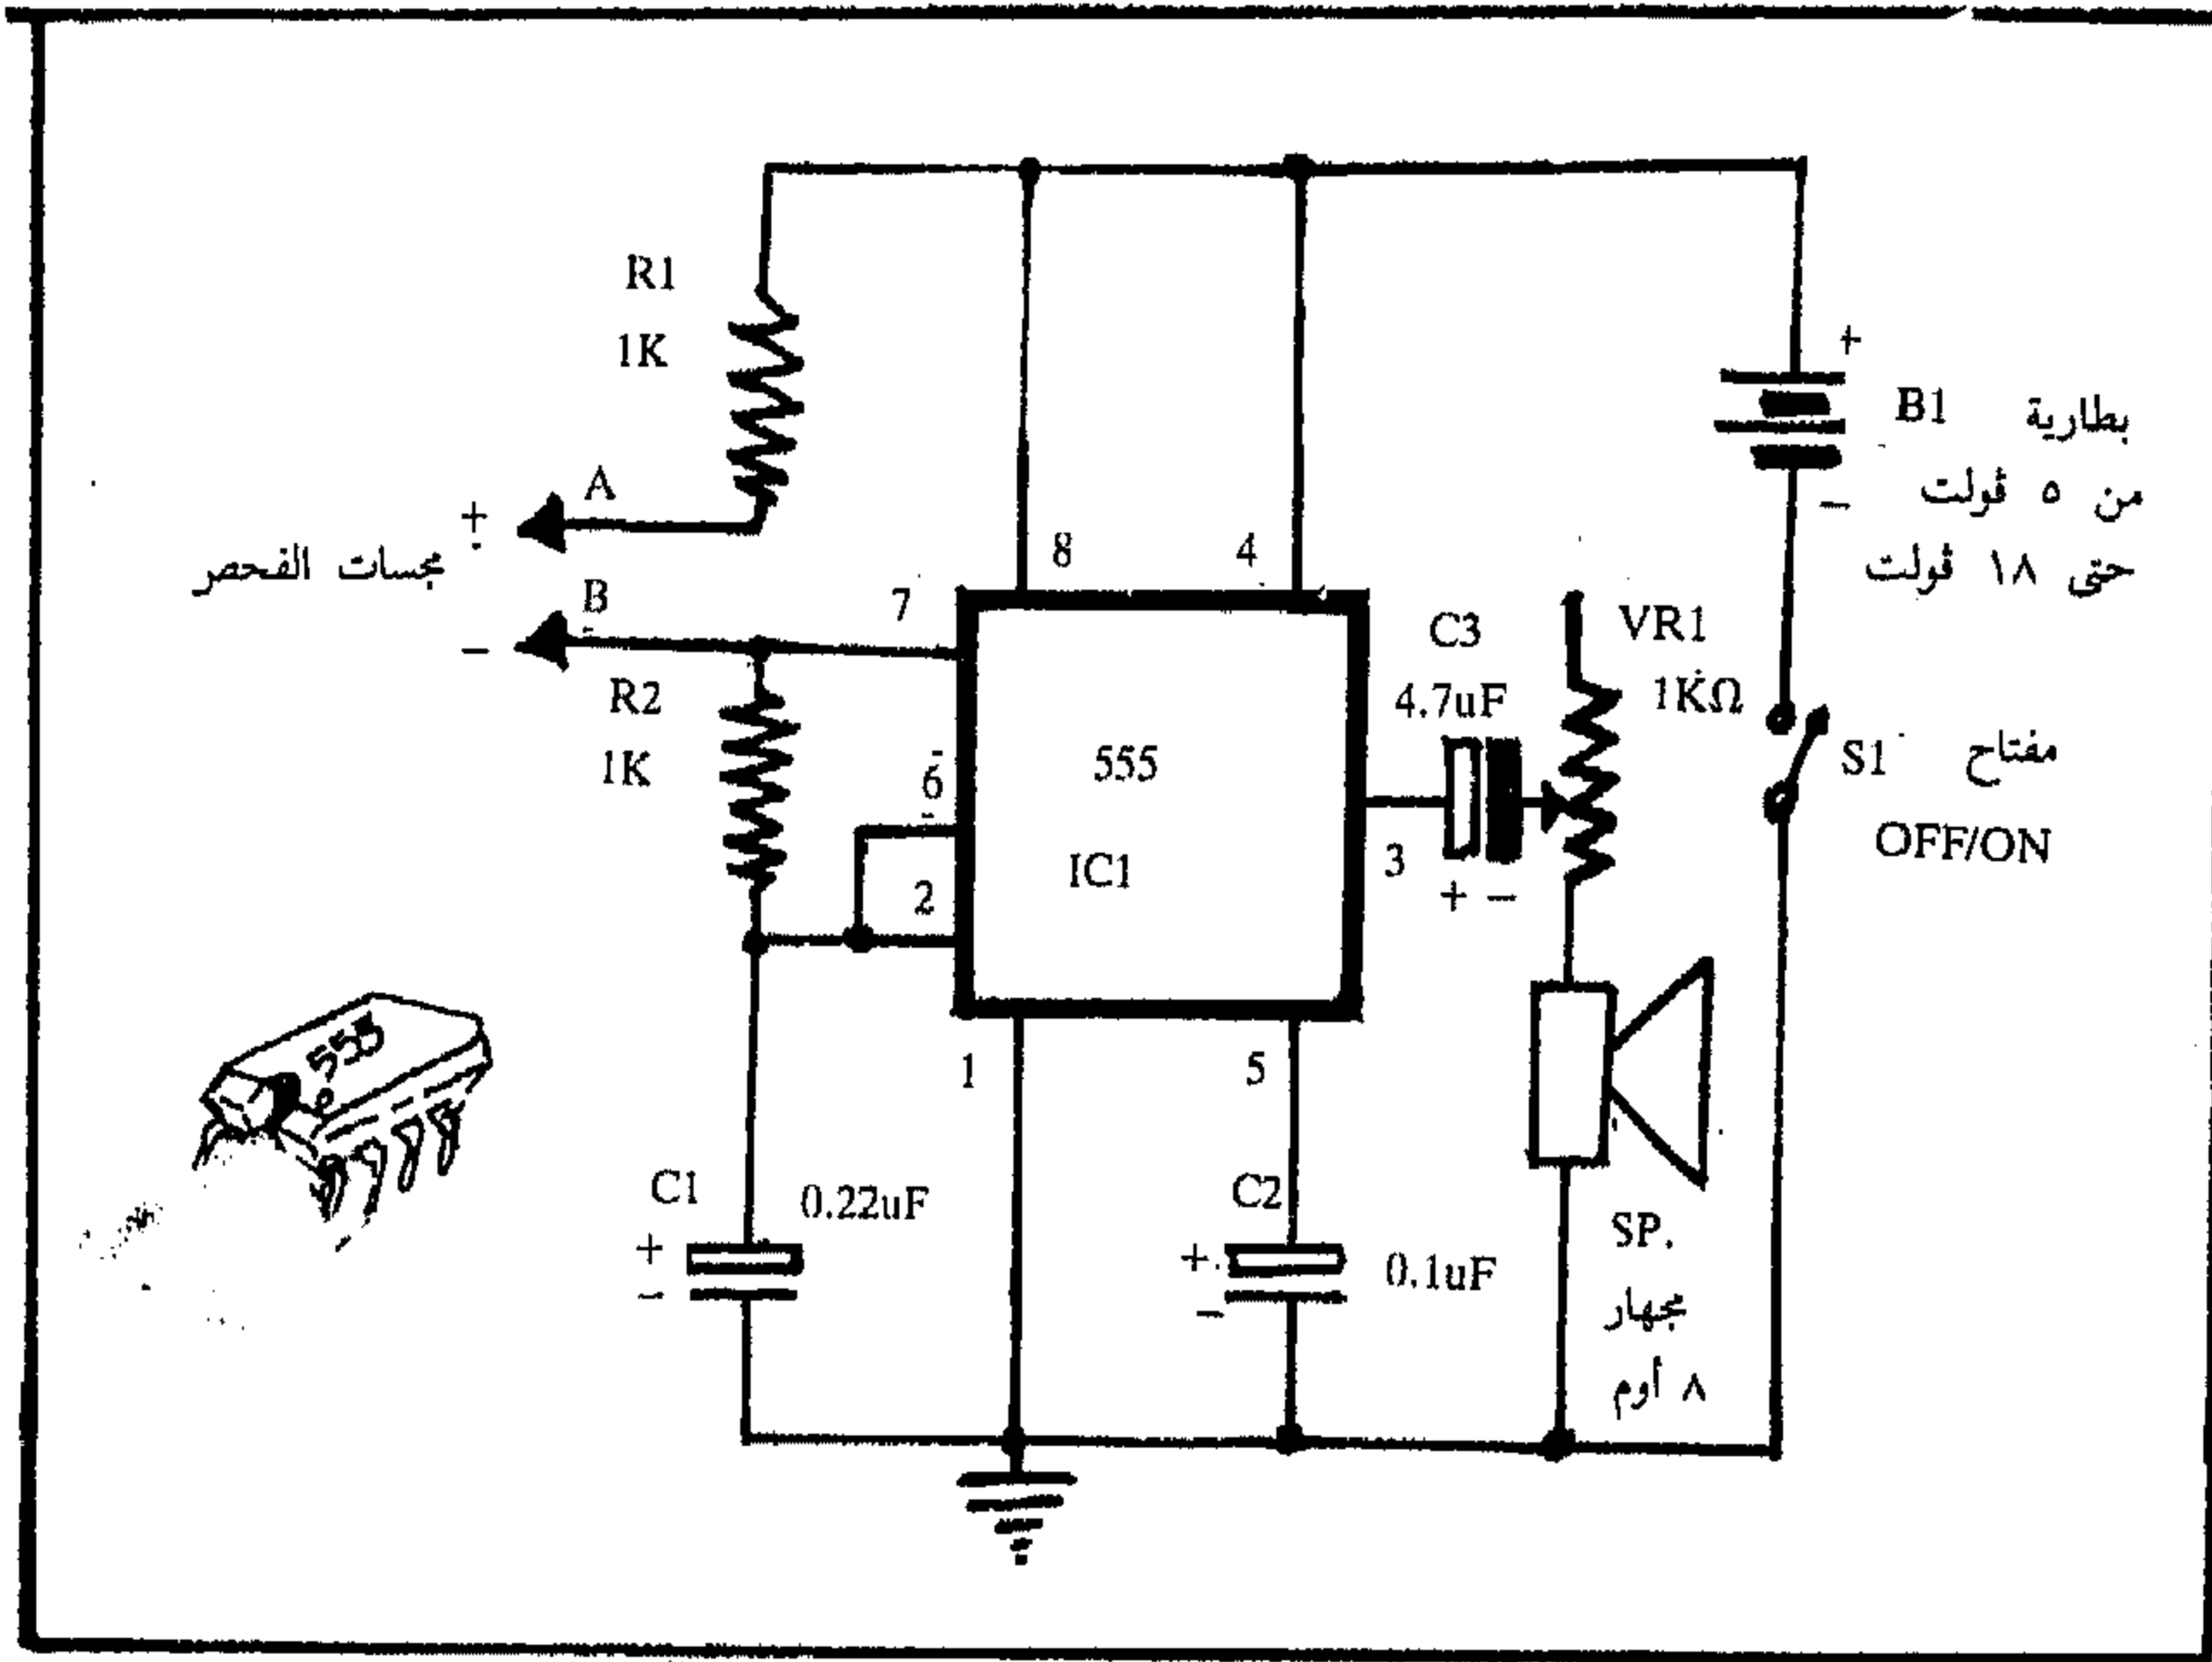 R1
1K
+
A
مجسات الفحصر
B
−
R2
1K
7
8
4
6
2
555
IC1
3
1
5
C3
4.7uF
+ −
VR1
1KΩ
+
B1 بطارية
−
من ٥ ڤولت
حتى ١٨ ڤولت
S1 مفتاح
OFF/ON
C1
0.22uF
+
−
C2
0.1uF
+
−
SP.
مجهار
٨ أوم
555